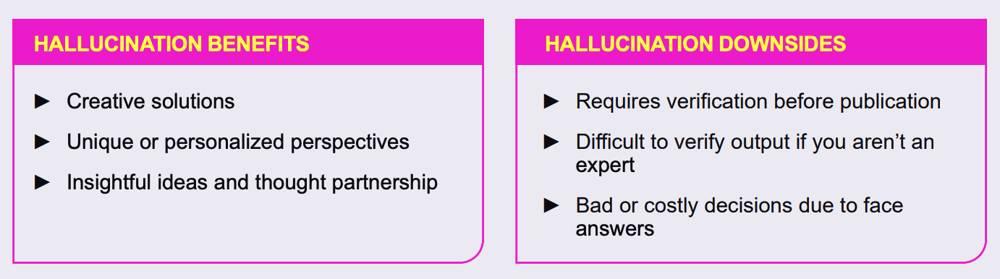 HALLUCINATION BENEFITS
► Creative solutions
► Unique or personalized perspectives
► Insightful ideas and thought partnership
HALLUCINATION DOWNSIDES
► Requires verification before publication
► Difficult to verify output if you aren’t an
expert
► Bad or costly decisions due to face
answers